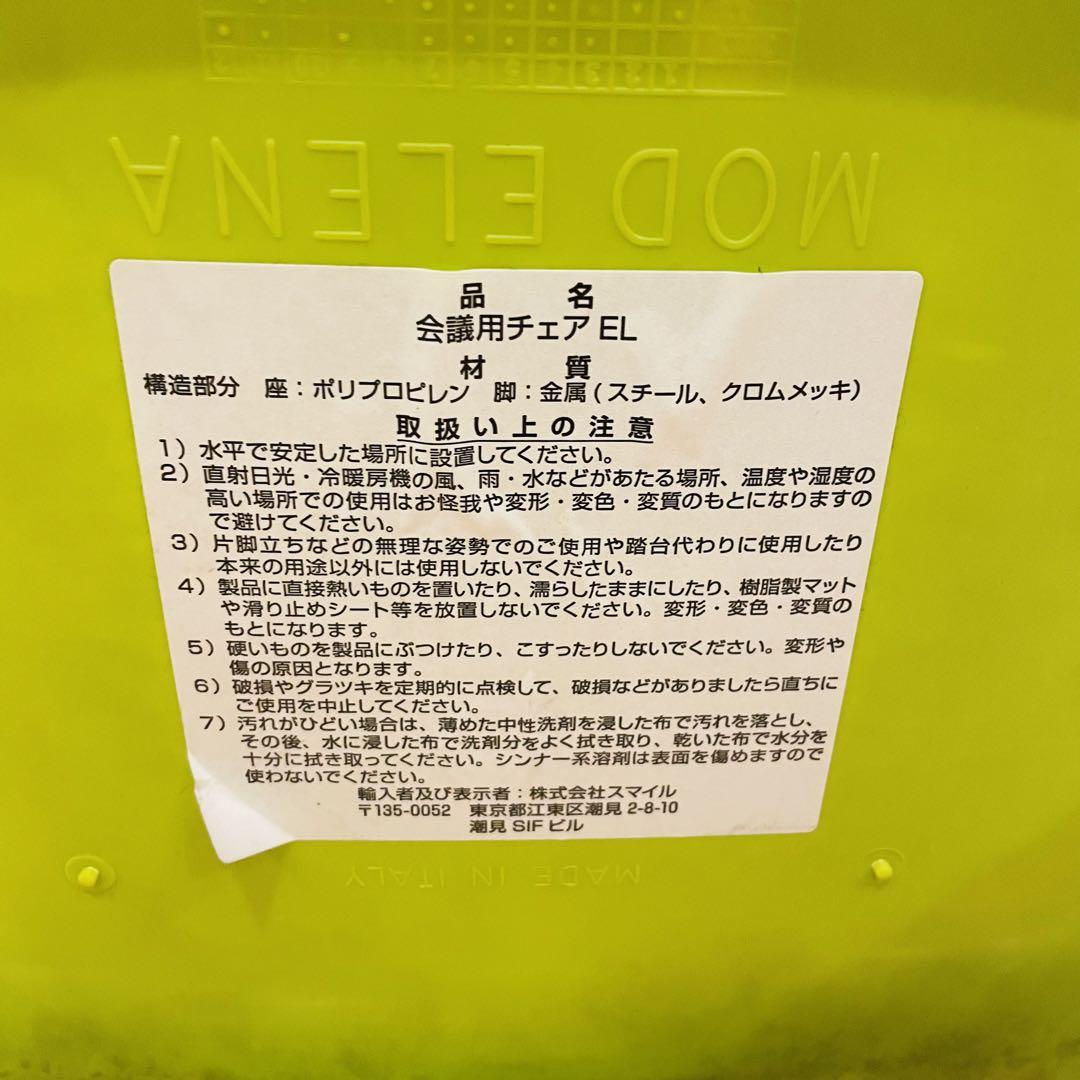 MOD ELENA
品 名
会議用チェア EL
材 質
構造部分 座：ポリプロピレン 脚：金属(スチール、クロムメッキ)
取扱い上の注意
1）水平で安定した場所に設置してください。
2）直射日光・冷暖房機の風、雨・水などがあたる場所、温度や湿度の
高い場所での使用はお怪我や変形・変色・変質のもとになりますの
で避けてください。
3）片脚立ちなどの無理な姿勢でのご使用や踏台代わりに使用したり
本来の用途以外には使用しないでください。
4）製品に直接熱いものを置いたり、濡らしたままにしたり、樹脂製マット
や滑り止めシート等を放置しないでください。変形・変色・変質の
もとになります。
5）硬いものを製品にぶつけたり、こすったりしないでください。変形や
傷の原因となります。
6）破損やグラツキを定期的に点検して、破損などがありましたら直ちに
ご使用を中止してください。
7）汚れがひどい場合は、薄めた中性洗剤を浸した布で汚れを落とし、
その後、水に浸した布で洗剤分をよく拭き取り、乾いた布で水分を
十分に拭き取ってください。シンナー系溶剤は表面を傷めますので
使わないでください。
輸入者及び表示者：株式会社スマイル
〒135-0052 東京都江東区潮見 2-8-10
潮見 SIF ビル
MADE IN ITALY